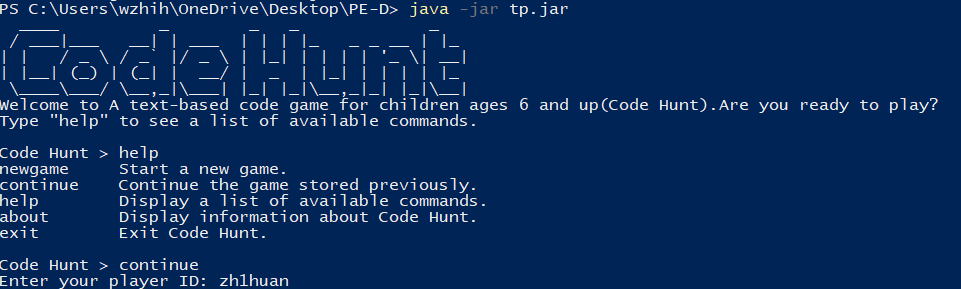 PS C:\Users\wzhih\OneDrive\Desktop\PE-D> java -jar tp.jar
Code Hunt
Welcome to A text-based code game for children ages 6 and up(Code Hunt).Are you ready to play?
Type "help" to see a list of available commands.
Code Hunt > help
newgame Start a new game.
continue Continue the game stored previously.
help Display a list of available commands.
about Display information about Code Hunt.
exit Exit Code Hunt.
Code Hunt > continue
Enter your player ID: zh1huan